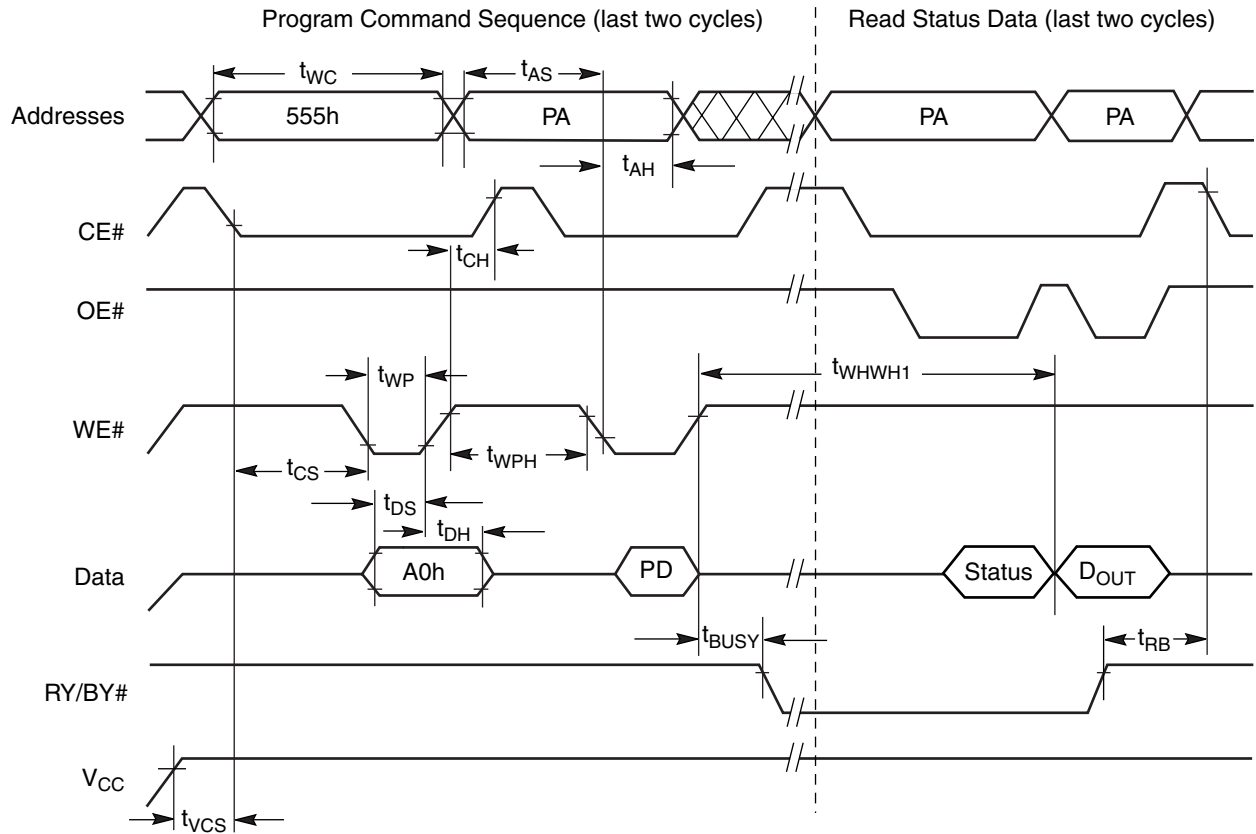 Program Command Sequence (last two cycles)
Read Status Data (last two cycles)
tWC
tAS
Addresses
555h
PA
PA
PA
tAH
CE#
tCH
OE#
tWP
tWHWH1
WE#
tCS
tWPH
tDS
tDH
Data
A0h
PD
Status
DOUT
tBUSY
tRB
RY/BY#
VCC
tVCS